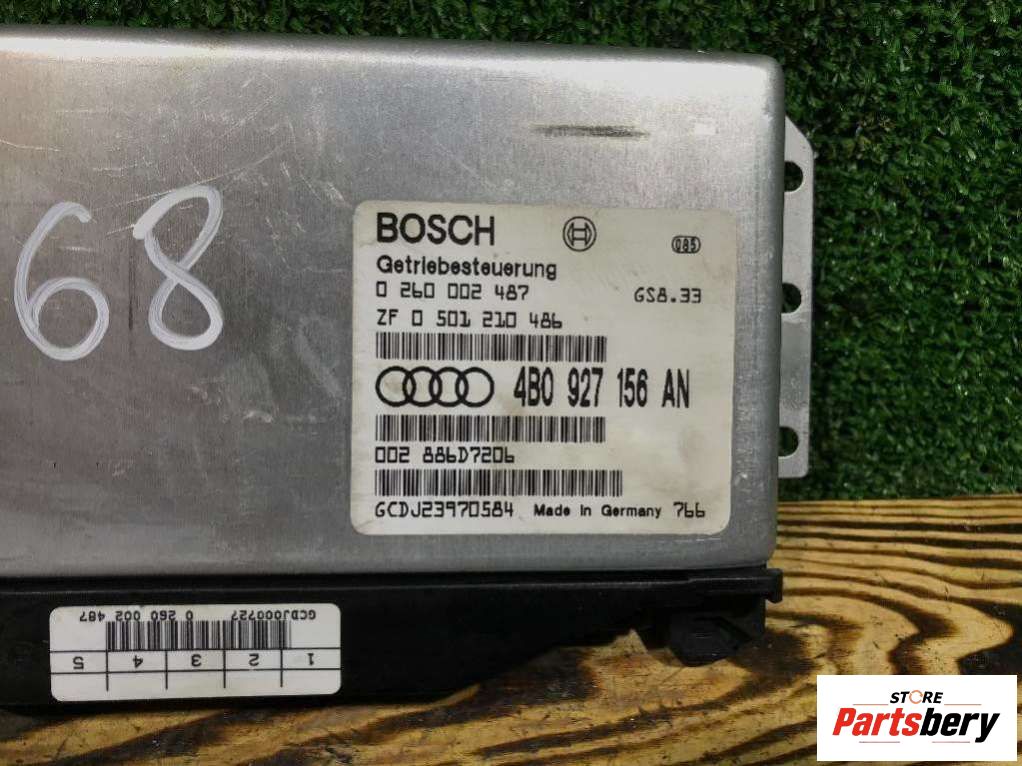 68
BOSCH
085
Getriebesteuerung
0 260 002 487 GS8.33
ZF 0 501 210 486
4B0 927 156 AN
002 886D7206
GCDJ23970584 Made in Germany 766
GCDJ000727 0 260 002 487
1 2 3 4 5
STORE
Partsbery